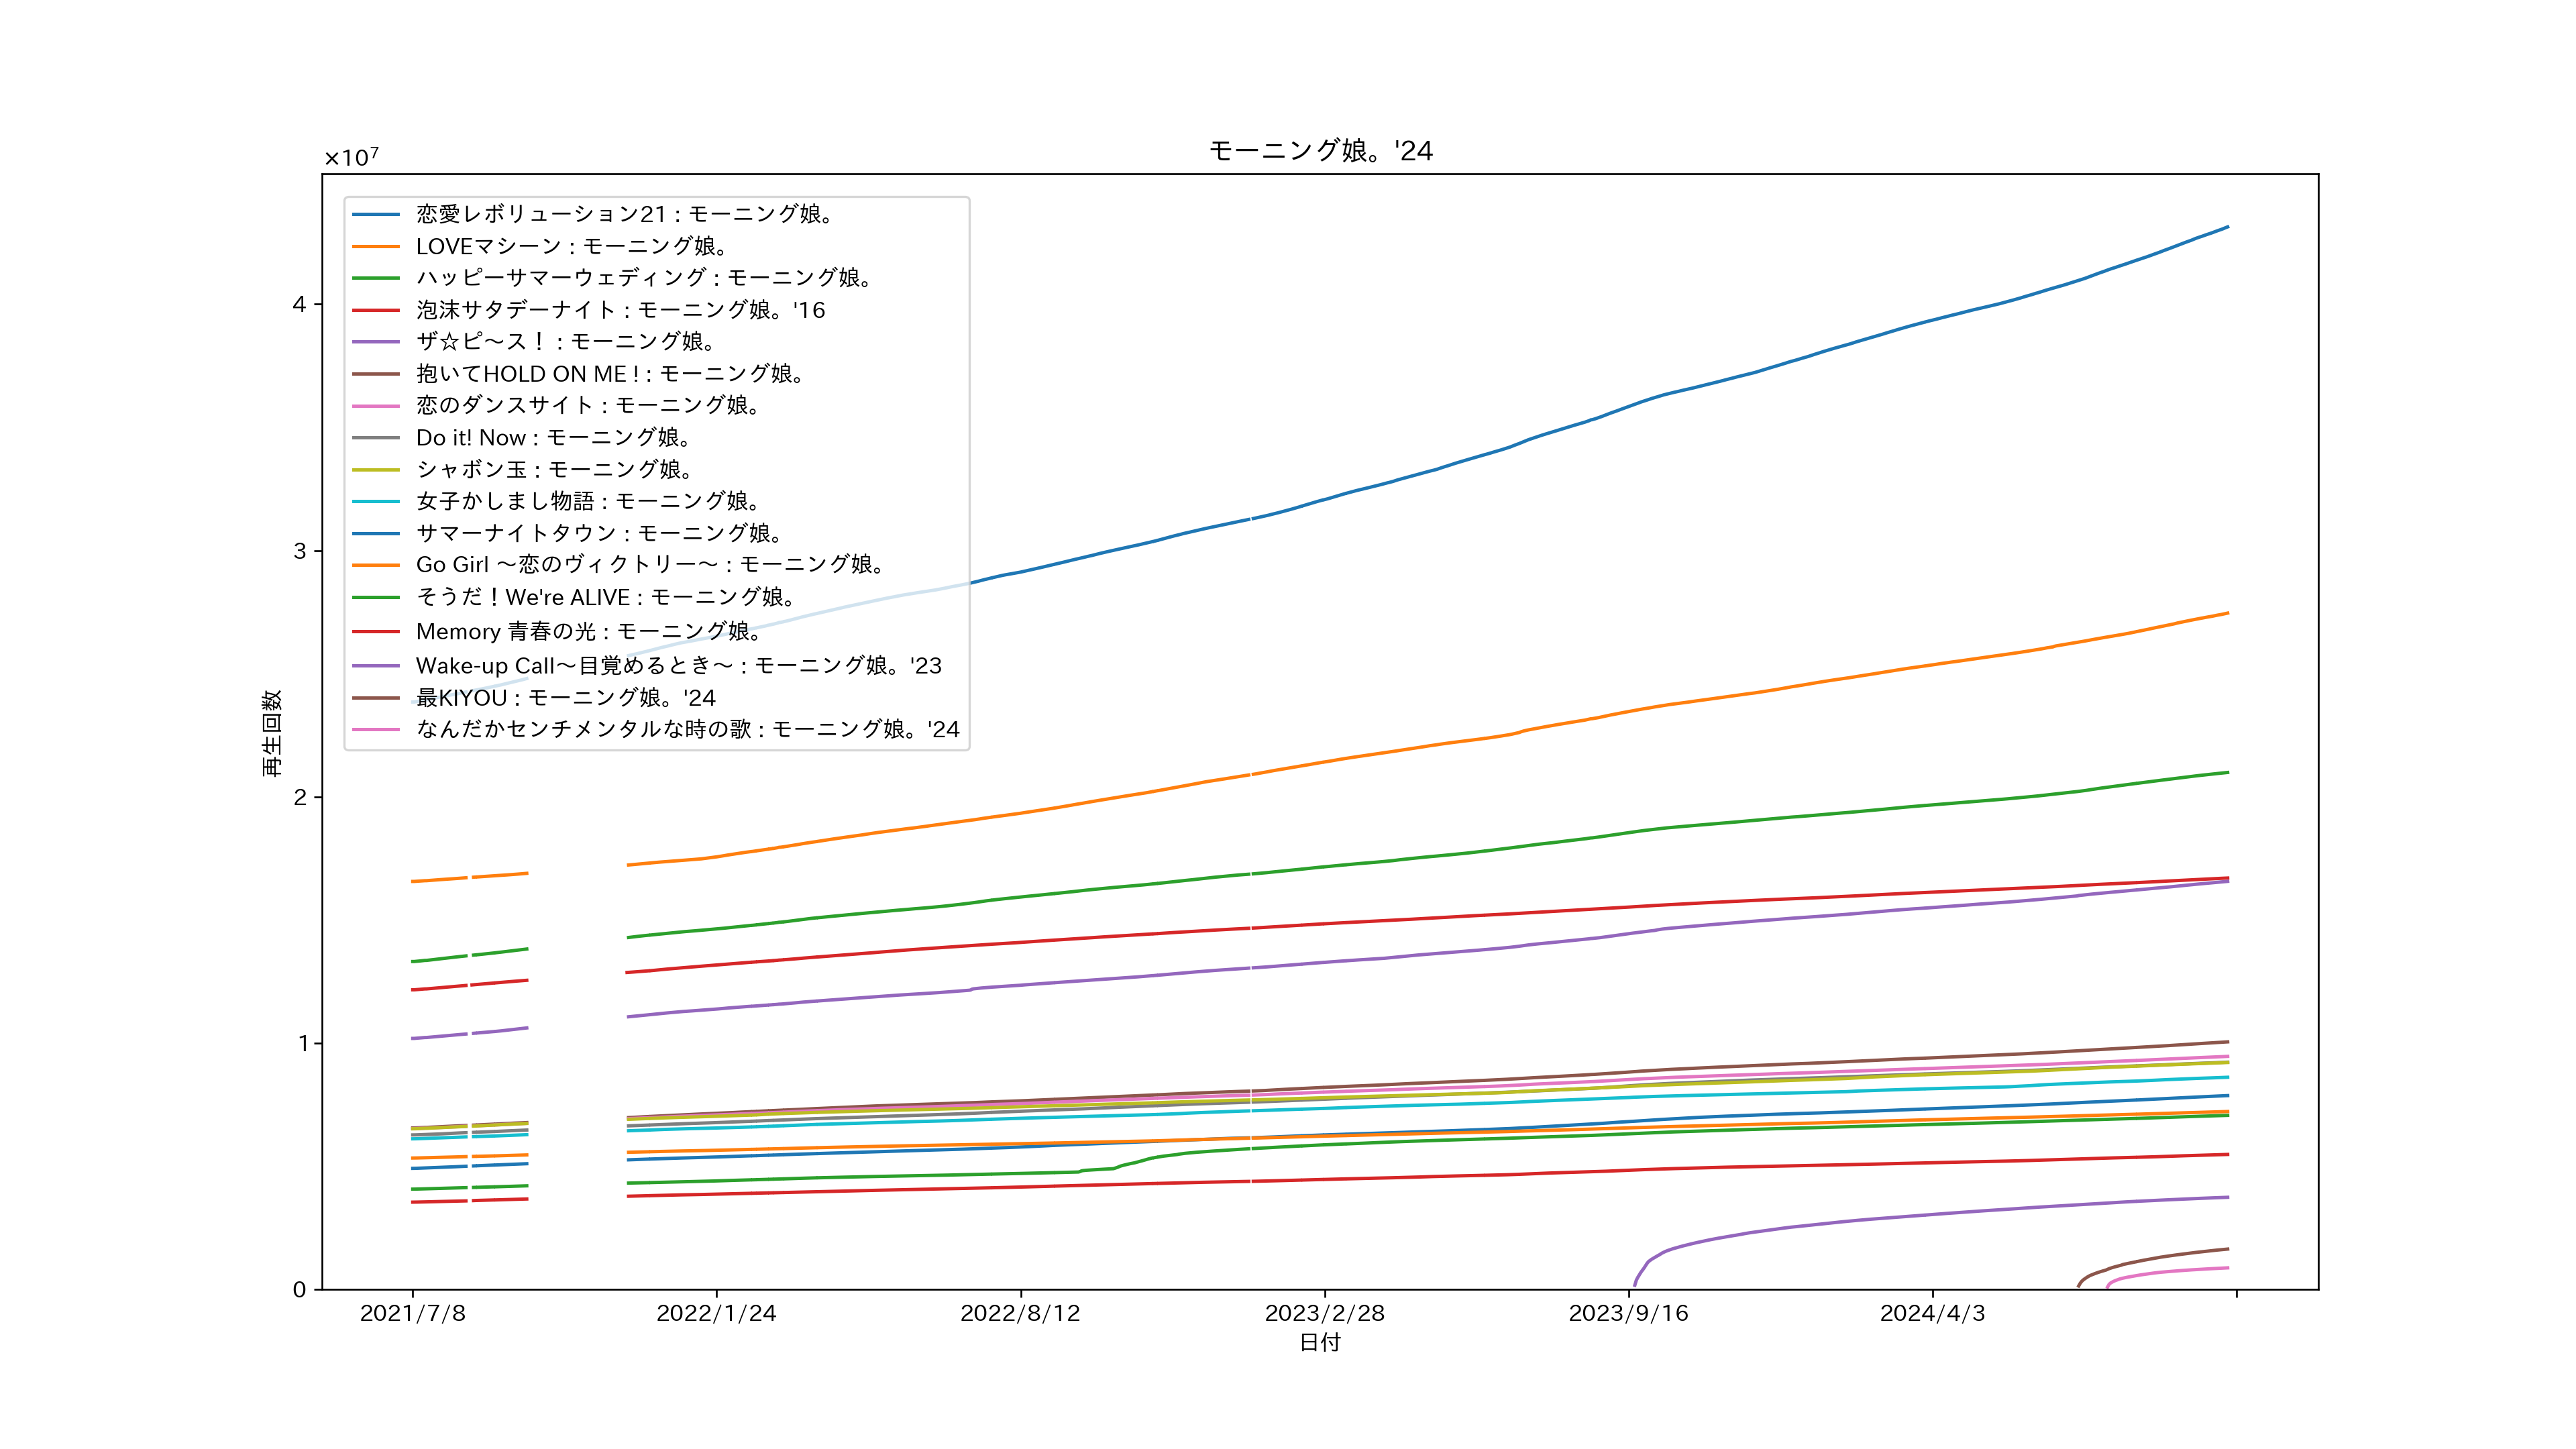 モーニング娘。'24
×10⁷
恋愛レボリューション21 : モーニング娘。
LOVEマシーン : モーニング娘。
ハッピーサマーウェディング : モーニング娘。
泡沫サタデーナイト : モーニング娘。'16
ザ☆ピ〜ス！ : モーニング娘。
抱いてHOLD ON ME ! : モーニング娘。
恋のダンスサイト : モーニング娘。
Do it! Now : モーニング娘。
シャボン玉 : モーニング娘。
女子かしまし物語 : モーニング娘。
サマーナイトタウン : モーニング娘。
Go Girl 〜恋のヴィクトリー〜 : モーニング娘。
そうだ！We're ALIVE : モーニング娘。
Memory 青春の光 : モーニング娘。
Wake-up Call〜目覚めるとき〜 : モーニング娘。'23
最KIYOU : モーニング娘。'24
なんだかセンチメンタルな時の歌 : モーニング娘。'24
4
3
2
1
0
再生回数
2021/7/8
2022/1/24
2022/8/12
2023/2/28
2023/9/16
2024/4/3
日付